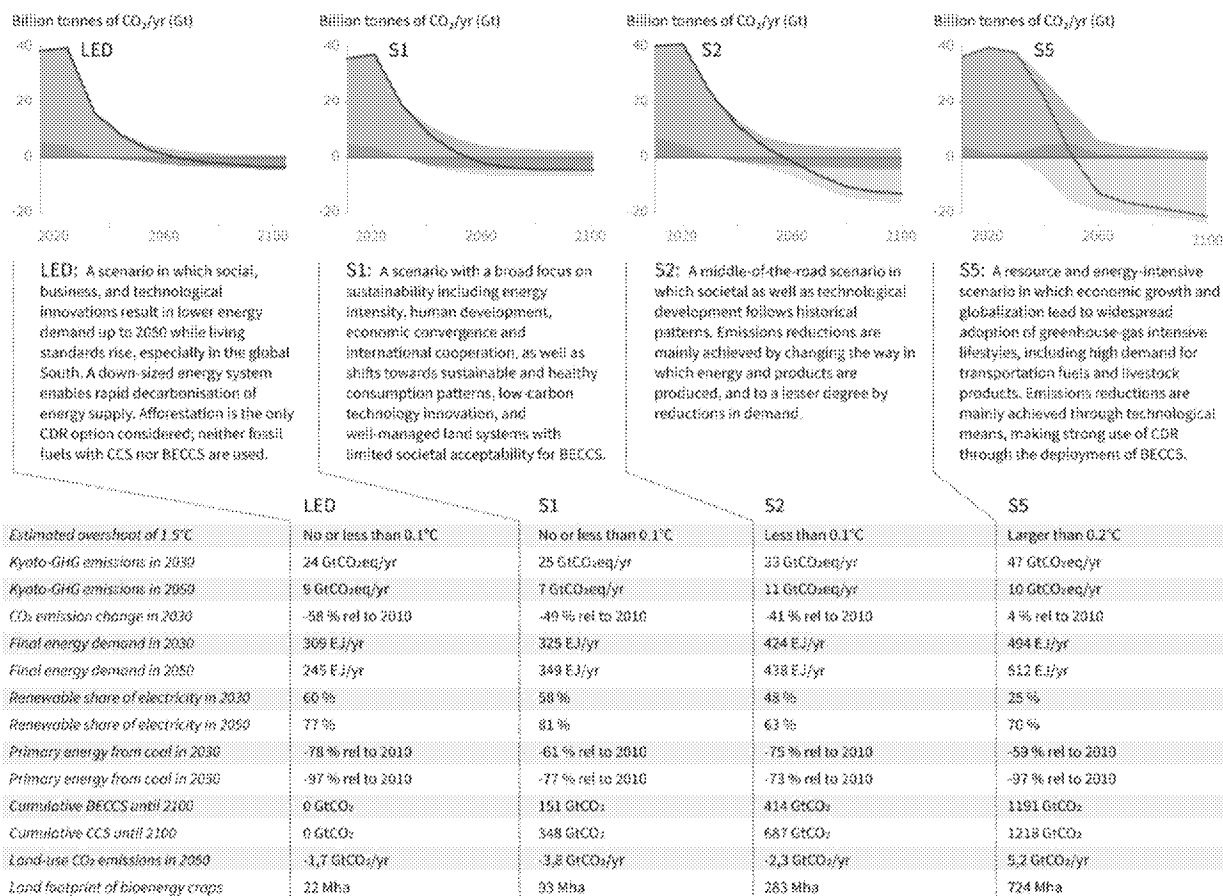 Billion tonnes of CO₂/yr (Gt)
Billion tonnes of CO₂/yr (Gt)
Billion tonnes of CO₂/yr (Gt)
Billion tonnes of CO₂/yr (Gt)
40 LED
20
0
-20
2020 2060 2100
40 S1
20
0
-20
2020 2060 2100
40 S2
20
0
-20
2020 2060 2100
40 S5
20
0
-20
2020 2060 2100
LED: A scenario in which social,
business, and technological
innovations result in lower energy
demand up to 2050 while living
standards rise, especially in the global
South. A down-sized energy system
enables rapid decarbonisation of
energy supply. Afforestation is the only
CDR option considered; neither fossil
fuels with CCS nor BECCS are used.
S1: A scenario with a broad focus on
sustainability including energy
intensity, human development,
economic convergence and
international cooperation, as well as
shifts towards sustainable and healthy
consumption patterns, low-carbon
technology innovation, and
well-managed land systems with
limited societal acceptability for BECCS.
S2: A middle-of-the-road scenario in
which societal as well as technological
development follows historical
patterns. Emissions reductions are
mainly achieved by changing the way in
which energy and products are
produced, and to a lesser degree by
reductions in demand.
S5: A resource and energy-intensive
scenario in which economic growth and
globalization lead to widespread
adoption of greenhouse-gas intensive
lifestyles, including high demand for
transportation fuels and livestock
products. Emissions reductions are
mainly achieved through technological
means, making strong use of CDR
through the deployment of BECCS.
LED S1 S2 S5
Estimated overshoot of 1.5°C No or less than 0.1°C No or less than 0.1°C Less than 0.1°C Larger than 0.2°C
Kyoto-GHG emissions in 2030 24 GtCO₂eq/yr 25 GtCO₂eq/yr 33 GtCO₂eq/yr 47 GtCO₂eq/yr
Kyoto-GHG emissions in 2050 9 GtCO₂eq/yr 7 GtCO₂eq/yr 11 GtCO₂eq/yr 10 GtCO₂eq/yr
CO₂ emission change in 2030 -58 % rel to 2010 -49 % rel to 2010 -41 % rel to 2010 4 % rel to 2010
Final energy demand in 2030 309 EJ/yr 325 EJ/yr 424 EJ/yr 494 EJ/yr
Final energy demand in 2050 245 EJ/yr 349 EJ/yr 438 EJ/yr 512 EJ/yr
Renewable share of electricity in 2030 60 % 58 % 48 % 25 %
Renewable share of electricity in 2050 77 % 81 % 63 % 70 %
Primary energy from coal in 2030 -78 % rel to 2010 -61 % rel to 2010 -75 % rel to 2010 -59 % rel to 2010
Primary energy from coal in 2030 -97 % rel to 2010 -77 % rel to 2010 -73 % rel to 2010 -97 % rel to 2010
Cumulative BECCS until 2100 0 GtCO₂ 151 GtCO₂ 414 GtCO₂ 1191 GtCO₂
Cumulative CCS until 2100 0 GtCO₂ 348 GtCO₂ 687 GtCO₂ 1218 GtCO₂
Land-use CO₂ emissions in 2050 -1,7 GtCO₂/yr -3,8 GtCO₂/yr -2,3 GtCO₂/yr 5,2 GtCO₂/yr
Land footprint of bioenergy crops 22 Mha 93 Mha 283 Mha 724 Mha